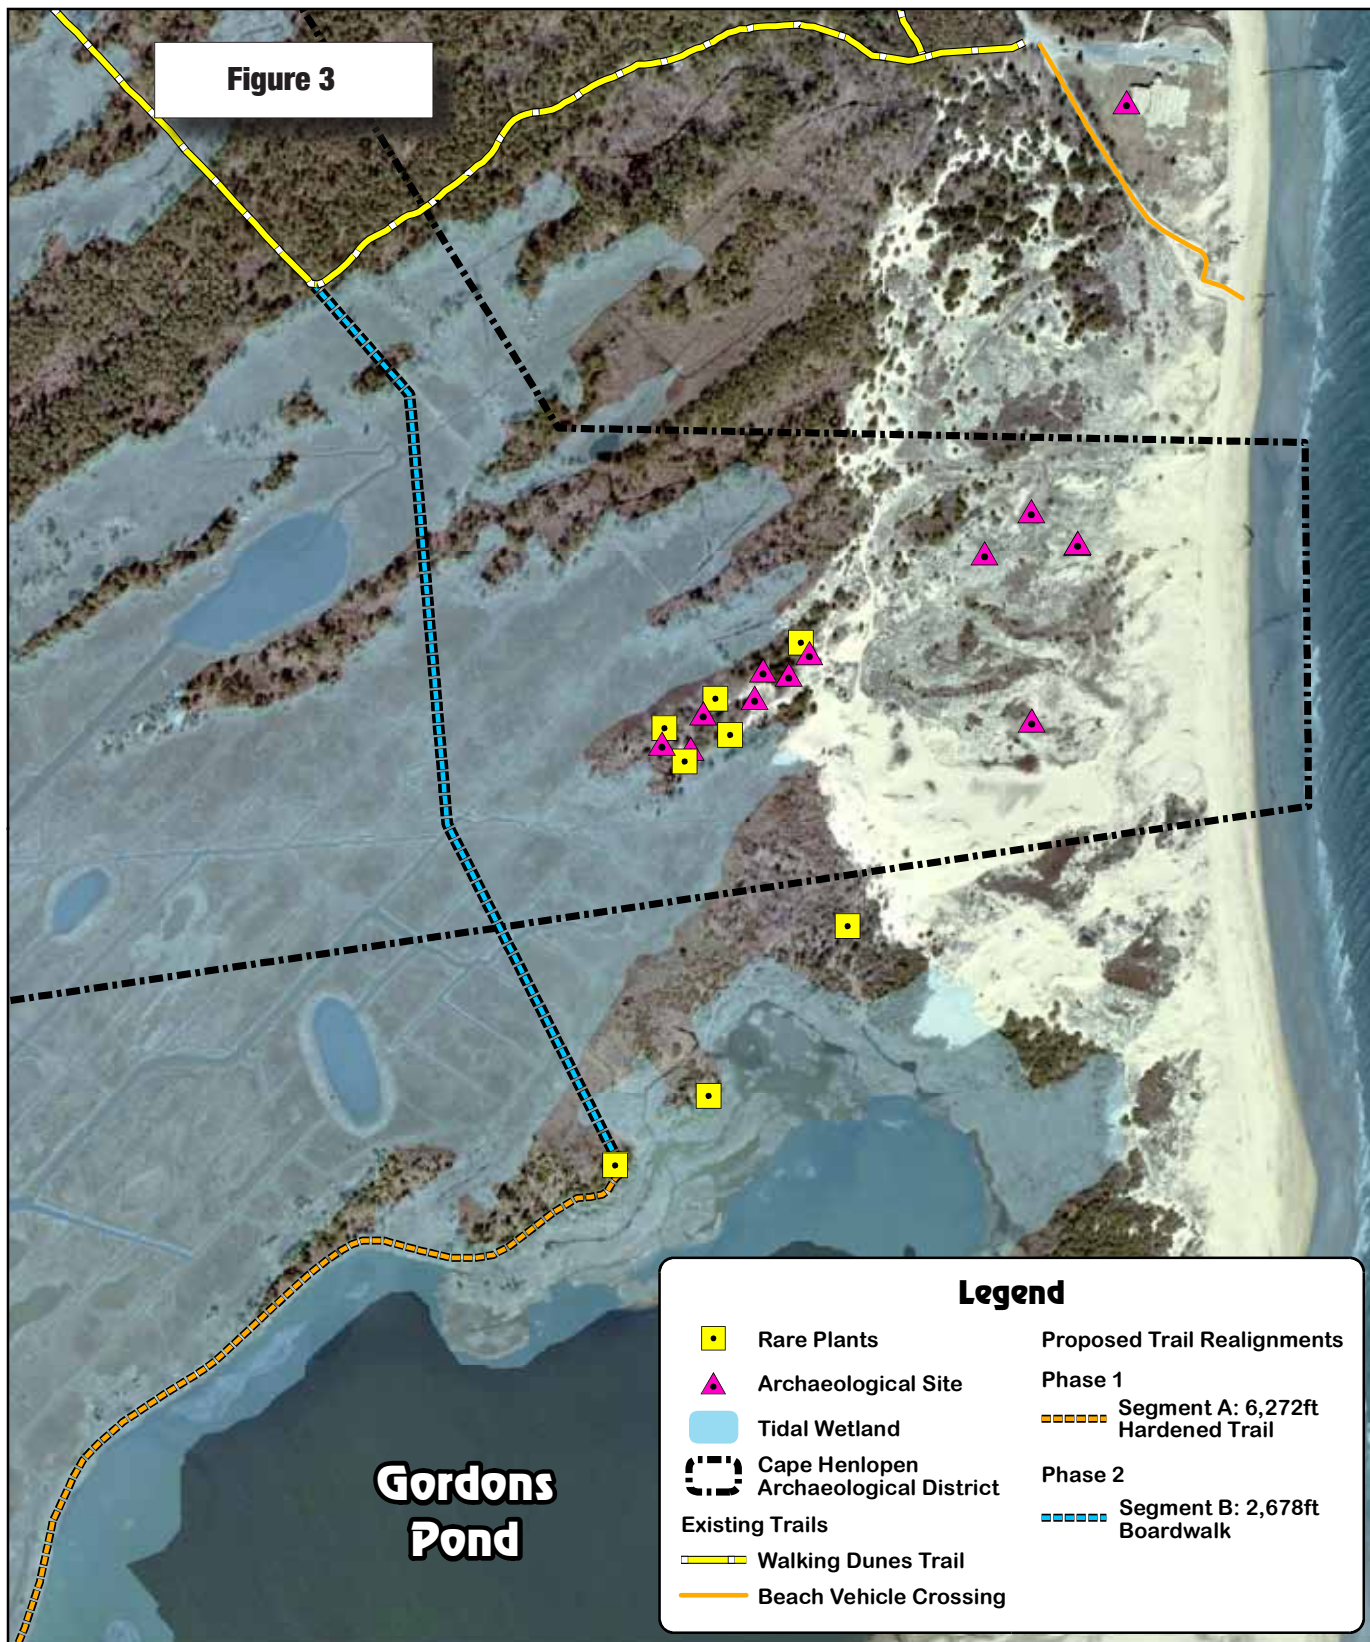 Figure 3
Gordons
Pond
Legend
Rare Plants
Archaeological Site
Tidal Wetland
Cape Henlopen
Archaeological District
Existing Trails
Walking Dunes Trail
Beach Vehicle Crossing
Proposed Trail Realignments
Phase 1
Segment A: 6,272ft
Hardened Trail
Phase 2
Segment B: 2,678ft
Boardwalk